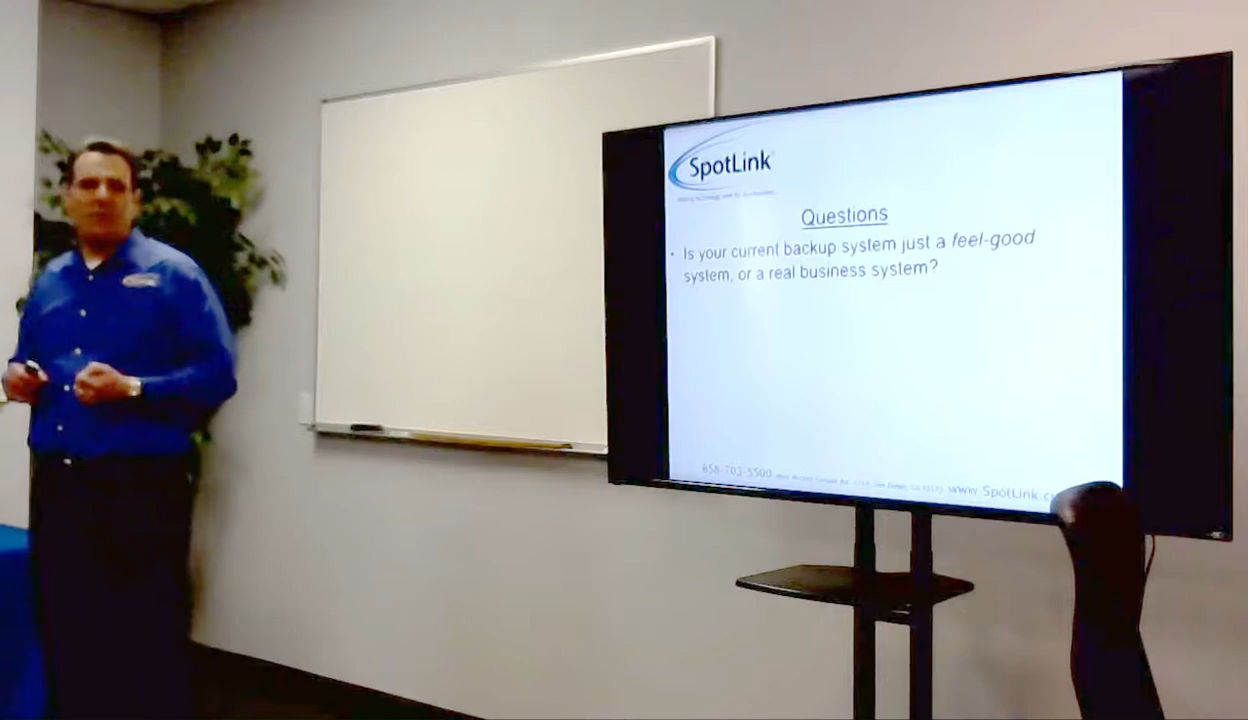 SpotLink
Questions
• Is your current backup system just a feel-good
system, or a real business system?
858-703-5500 www.SpotLink.c